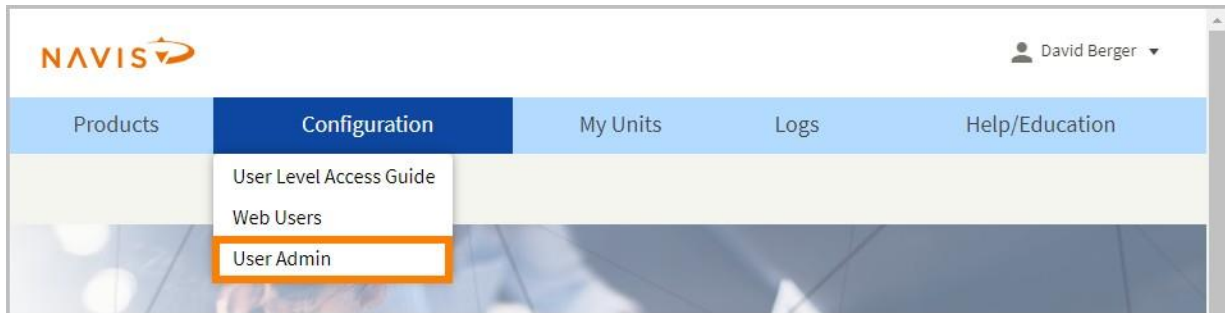 NAVIS
David Berger
Products Configuration My Units Logs Help/Education
User Level Access Guide
Web Users
User Admin